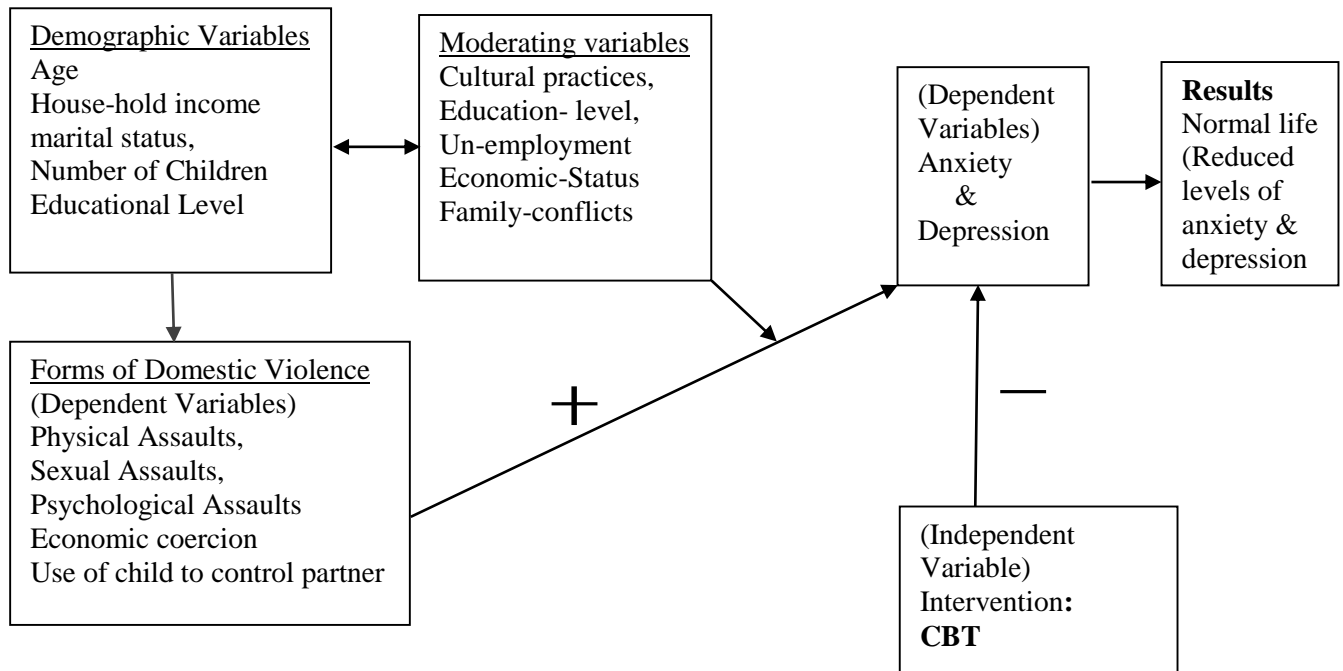 Demographic Variables
Age
House-hold income
marital status,
Number of Children
Educational Level
Moderating variables
Cultural practices,
Education- level,
Un-employment
Economic-Status
Family-conflicts
(Dependent
Variables)
Anxiety
&
Depression
Results
Normal life
(Reduced
levels of
anxiety &
depression
Forms of Domestic Violence
(Dependent Variables)
Physical Assaults,
Sexual Assaults,
Psychological Assaults
Economic coercion
Use of child to control partner
+
—
(Independent
Variable)
Intervention:
CBT